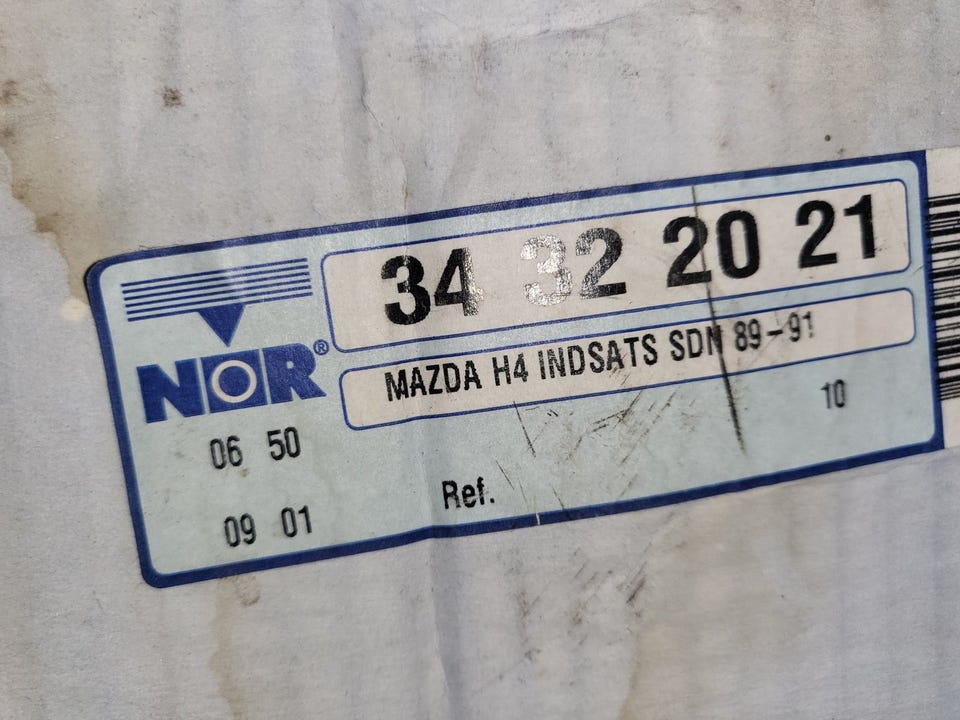 34 32 20 21
NOR®
MAZDA H4 INDSATS SDN 89-91
06 50
10
Ref.
09 01